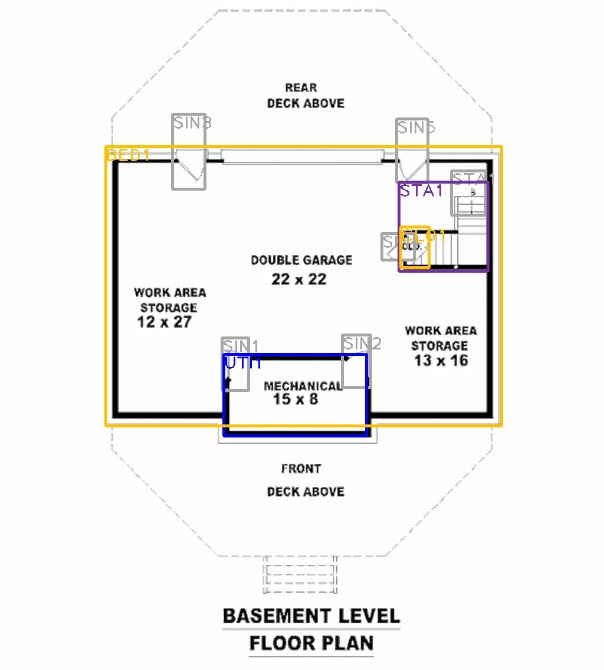 REAR
DECK ABOVE
SIN3
SIN5
BED1
STA
STA1
DOUBLE GARAGE
22 x 22
WORK AREA
STORAGE
12 x 27
WORK AREA
STORAGE
13 x 16
SIN1
SIN2
UTI1
MECHANICAL
15 x 8
FRONT
DECK ABOVE
BASEMENT LEVEL
FLOOR PLAN